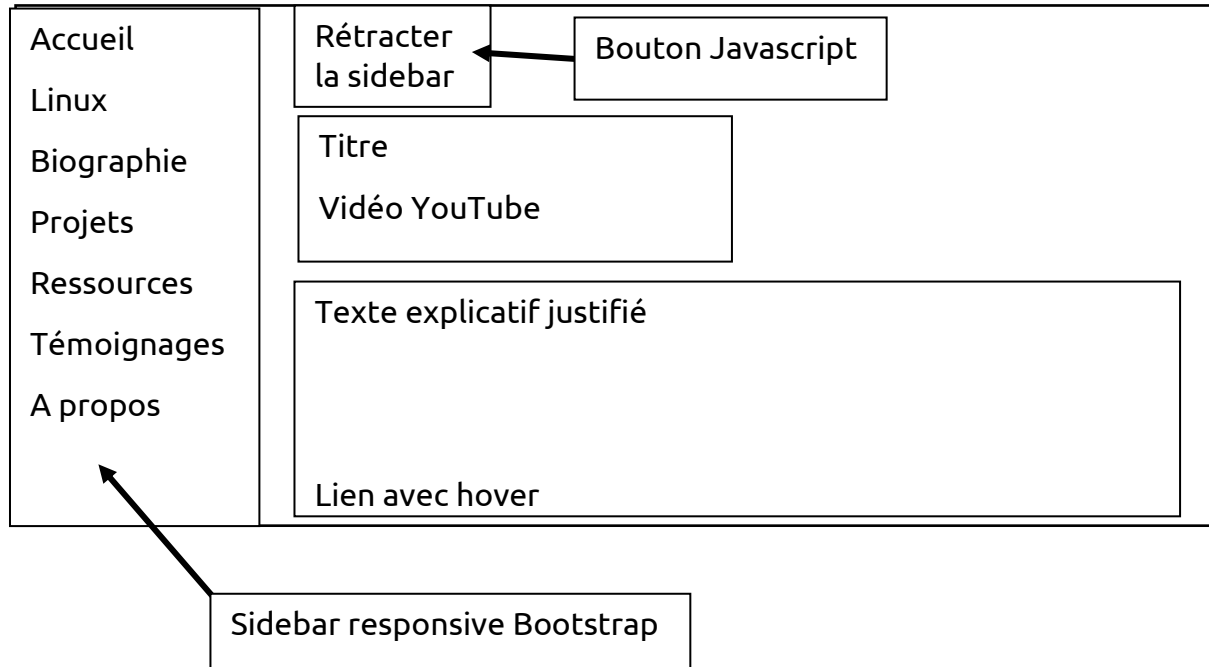 Accueil
Linux
Biographie
Projets
Ressources
Témoignages
A propos
Rétracter
la sidebar
Bouton Javascript
Titre
Vidéo YouTube
Texte explicatif justifié
Lien avec hover
Sidebar responsive Bootstrap